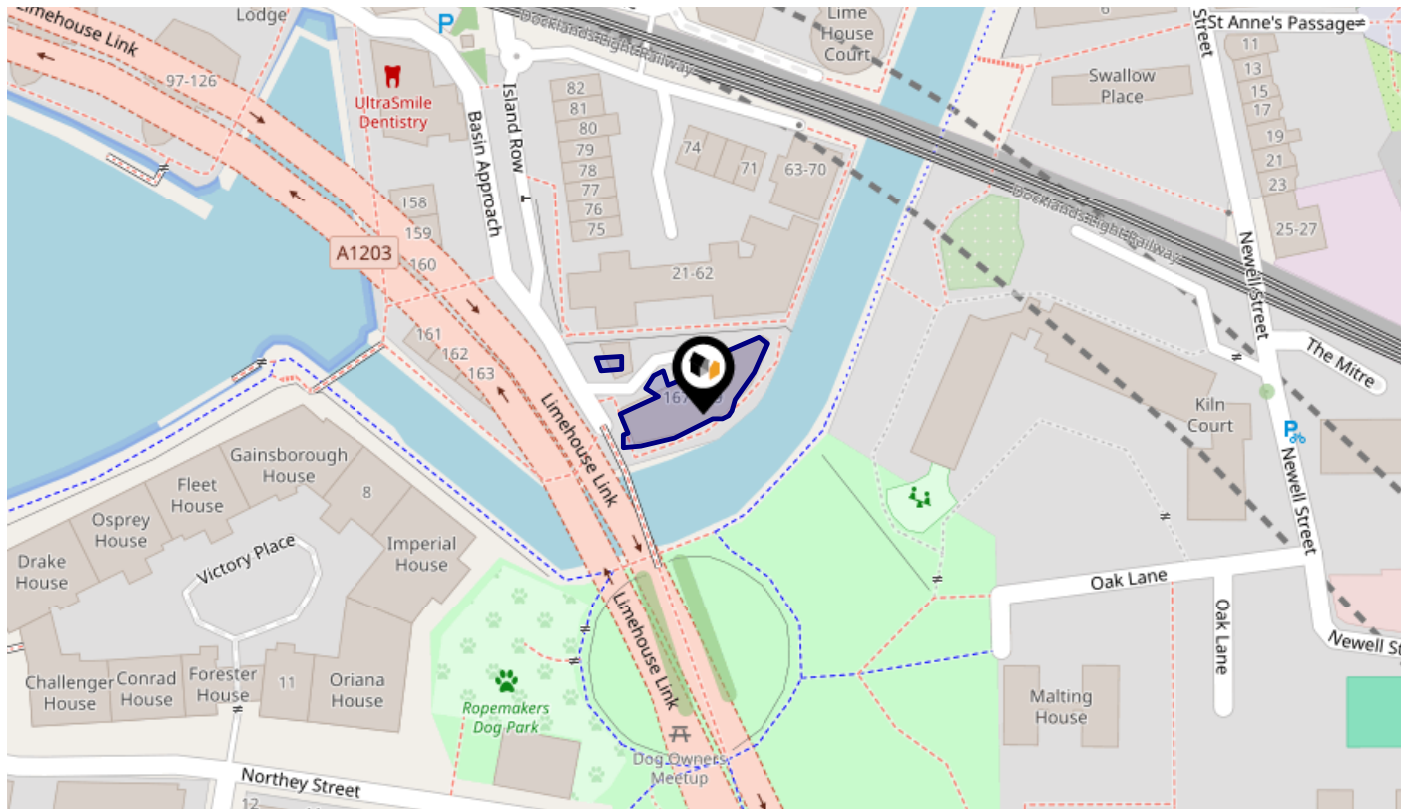 Limehouse Link
Lodge
P
97-126
UltraSmile
Dentistry
Basin Approach
Island Row
Docklands Light Railway
Lime
House
Court
6
St Anne's Passage
Street
Swallow
Place
11
13
15
17
19
21
23
25-27
82
81
80
79
78
77
76
75
74
71
63-70
21-62
158
159
160
A1203
161
162
163
Docklands Light Railway
Newell Street
The Mitre
Kiln
Court
P
Newell Street
Limehouse Link
Gainsborough
House
Fleet
House
Osprey
House
Drake
House
8
Imperial
House
Victory Place
Challenger
House
Conrad
House
Forester
House
11
Oriana
House
Limehouse Link
Ropemakers
Dog Park
Dog Owners
Meetup
Oak Lane
Oak Lane
Newell St
Malting
House
Northey Street
12